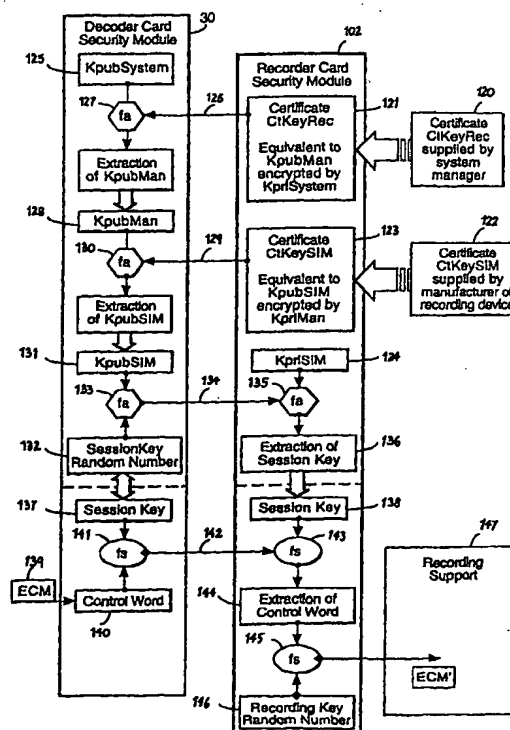 Decoder Card
Security Module
30
125
KpubSystem
127
fa
126
Extraction
of KpubMan
128
KpubMan
130
fa
129
Extraction
of KpubSIM
131
KpubSIM
133
fa
134
132
SessionKey
Random Number
137
Session Key
141
fs
142
139
ECM
Control Word
140
102
Recorder Card
Security Module
121
Certificate
CtKeyRec
Equivalent to
KpubMan
encrypted by
KpriSystem
123
Certificate
CtKeySIM
Equivalent to
KpubSIM
encrypted by
KpriMan
KpriSIM
124
135
fa
Extraction of
Session Key
136
Session Key
138
fs
143
144
Extraction of
Control Word
145
fs
146
Recording Key
Random Number
120
Certificate
CtKeyRec
supplied by
system
manager
122
Certificate
CtKeySIM
supplied by
manufacturer of
recording device
147
Recording
Support
ECM'